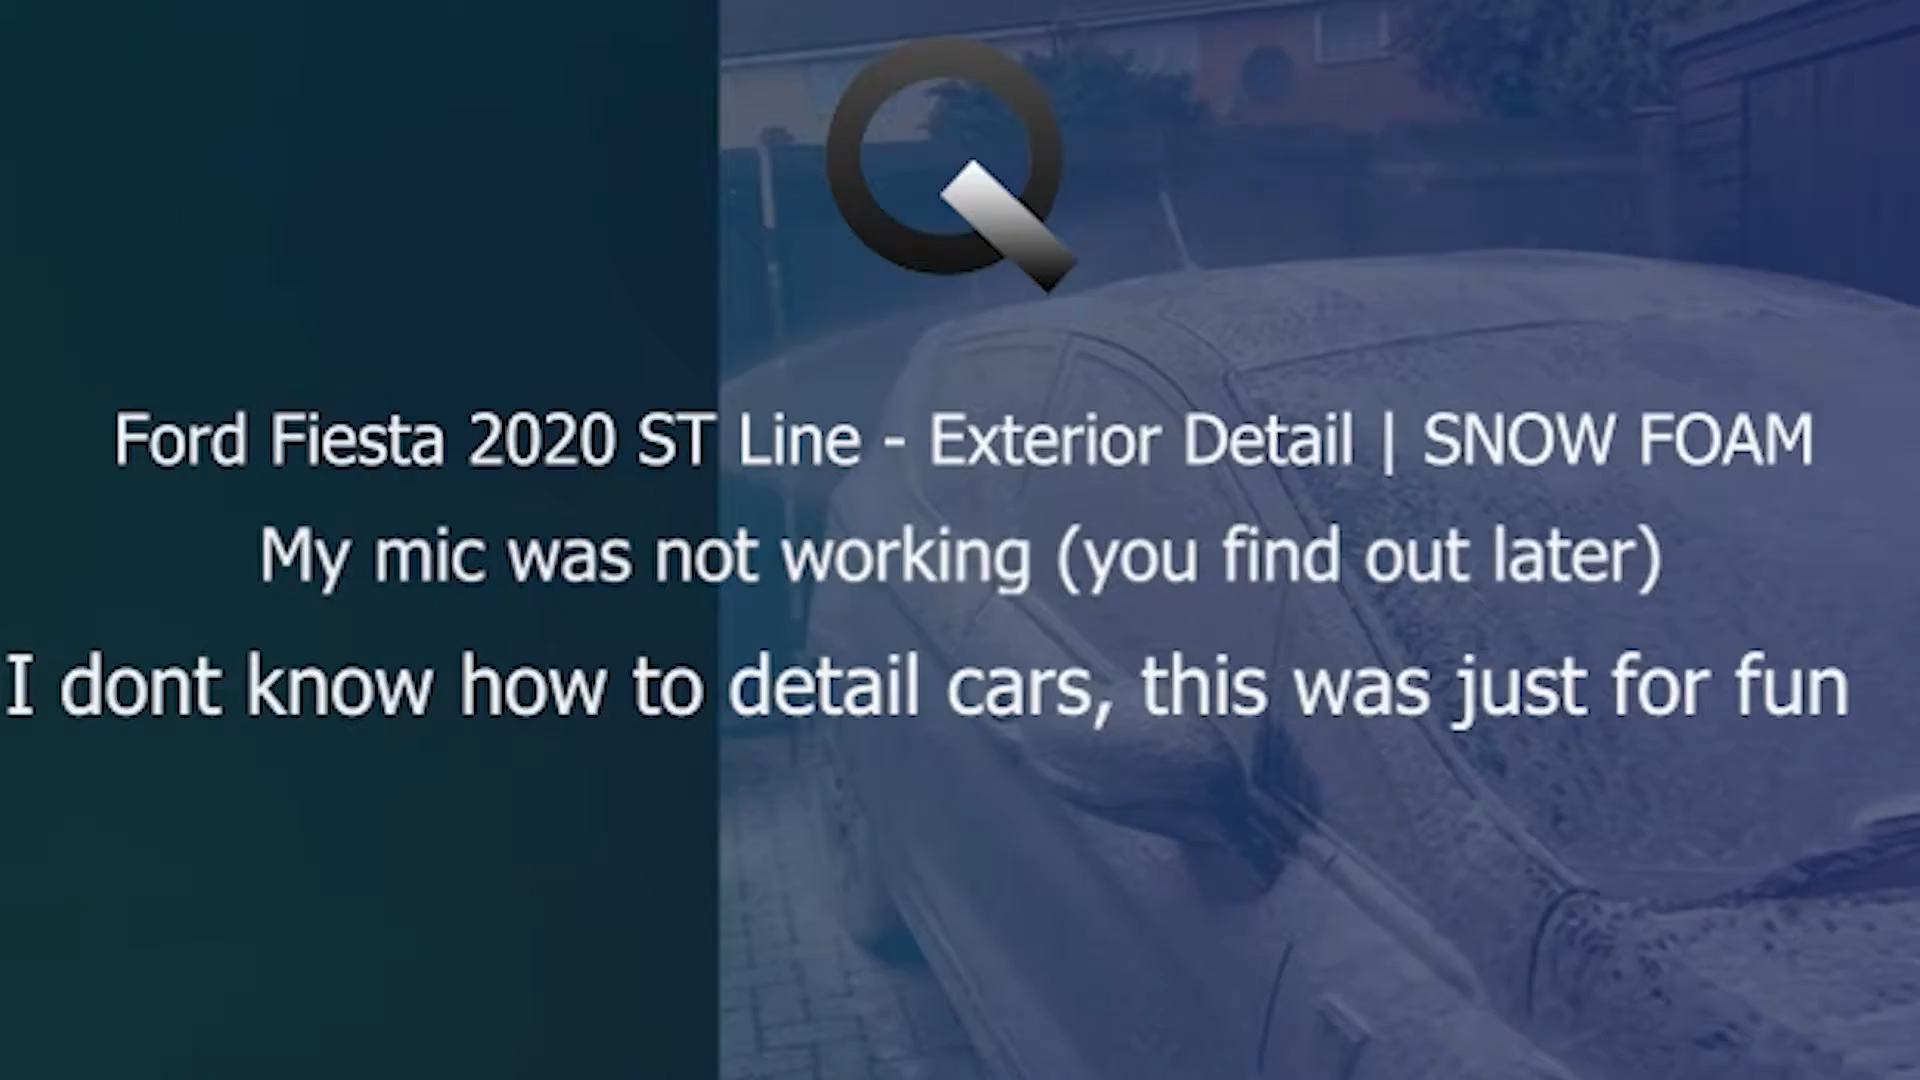 Q
Ford Fiesta 2020 ST Line - Exterior Detail | SNOW FOAM
My mic was not working (you find out later)
I dont know how to detail cars, this was just for fun